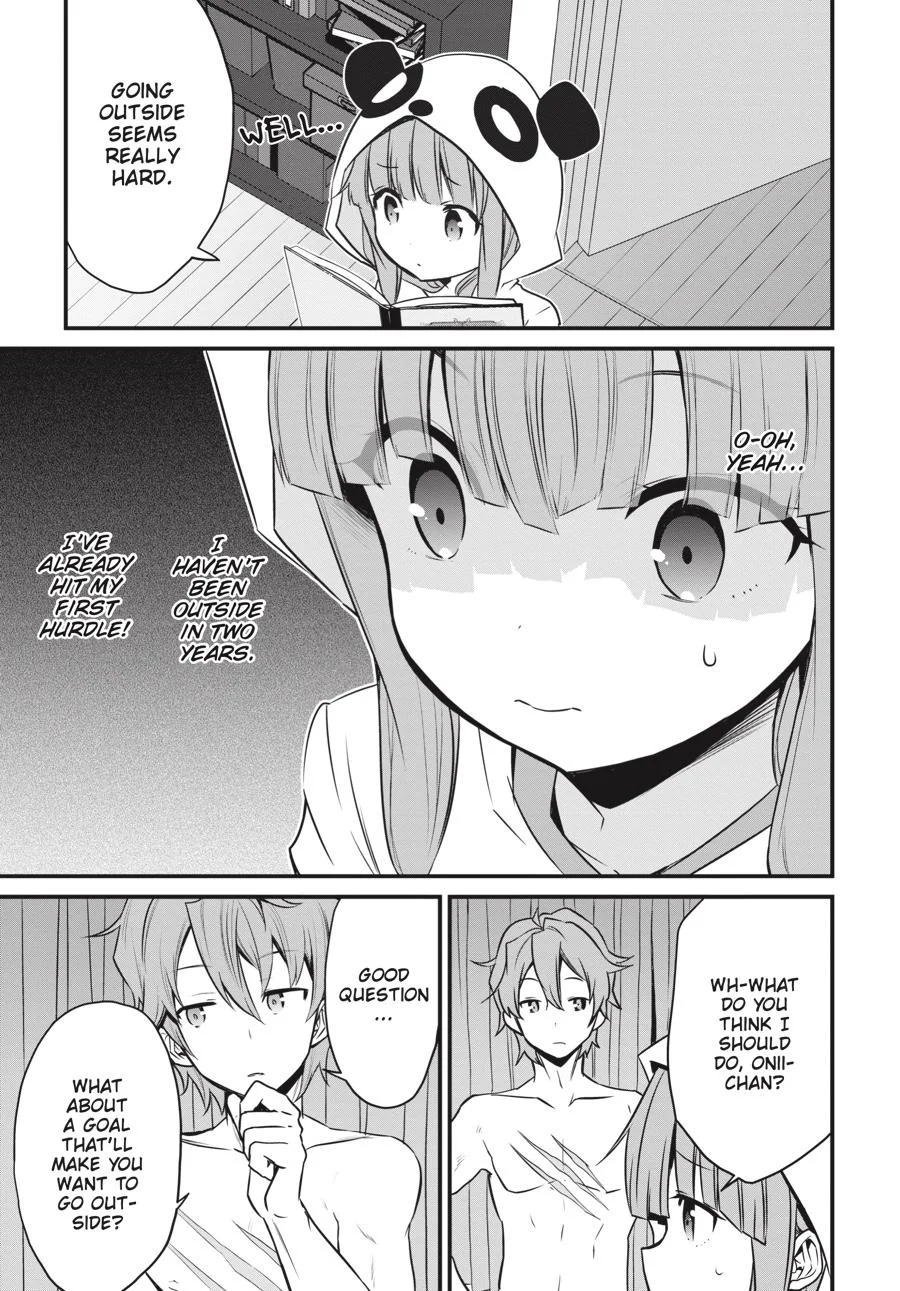 WELL...
GOING
OUTSIDE
SEEMS
REALLY
HARD.
O-OH,
YEAH...
I
HAVEN'T
BEEN
OUTSIDE
IN TWO
YEARS.
I'VE
ALREADY
HIT MY
FIRST
HURDLE!
WH-WHAT
DO YOU
THINK I
SHOULD
DO, ONII-
CHAN?
GOOD
QUESTION
...
WHAT
ABOUT
A GOAL
THAT'LL
MAKE YOU
WANT TO
GO OUT-
SIDE?